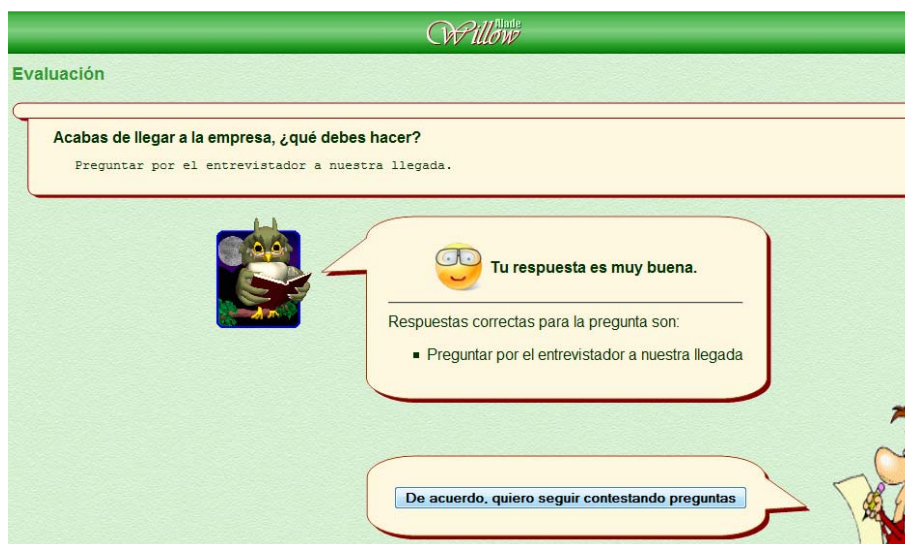 Alade
Willow
Evaluación
Acabas de llegar a la empresa, ¿qué debes hacer?
Preguntar por el entrevistador a nuestra llegada.
Tu respuesta es muy buena.
Respuestas correctas para la pregunta son:
Preguntar por el entrevistador a nuestra llegada
De acuerdo, quiero seguir contestando preguntas